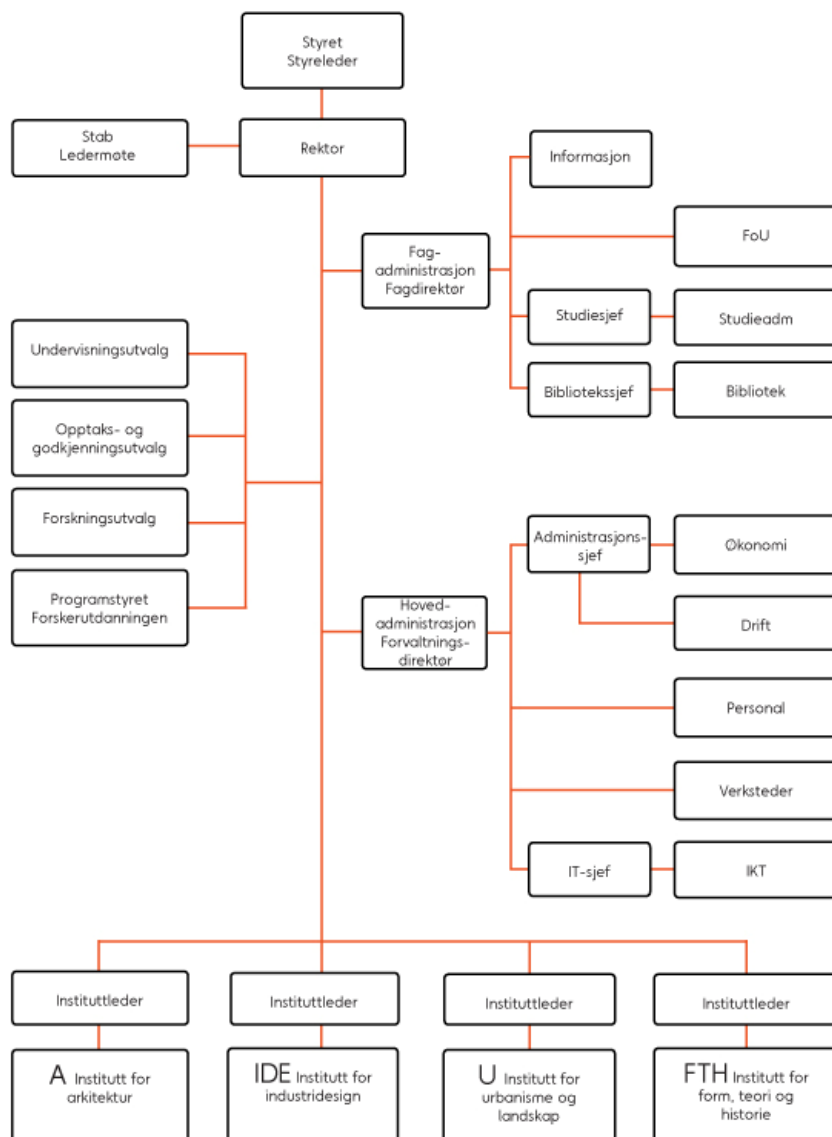 Styret
Styreleder
Stab
Ledermøte
Rektor
Informasjon
Fag-
administrasjon
Fagdirektør
FoU
Studiesjef
Studieadm
Bibliotekssjef
Bibliotek
Undervisningsutvalg
Opptaks- og
godkjenningsutvalg
Forskningsutvalg
Programstyret
Forskerutdanningen
Administrasjons-
sjef
Økonomi
Hoved-
administrasjon
Forvaltnings-
direktør
Drift
Personal
Verksteder
IT-sjef
IKT
Instituttleder
Instituttleder
Instituttleder
Instituttleder
A Institutt for
arkitektur
IDE Institutt for
industridesign
U Institutt for
urbanisme og
landskap
FTH Institutt for
form, teori og
historie